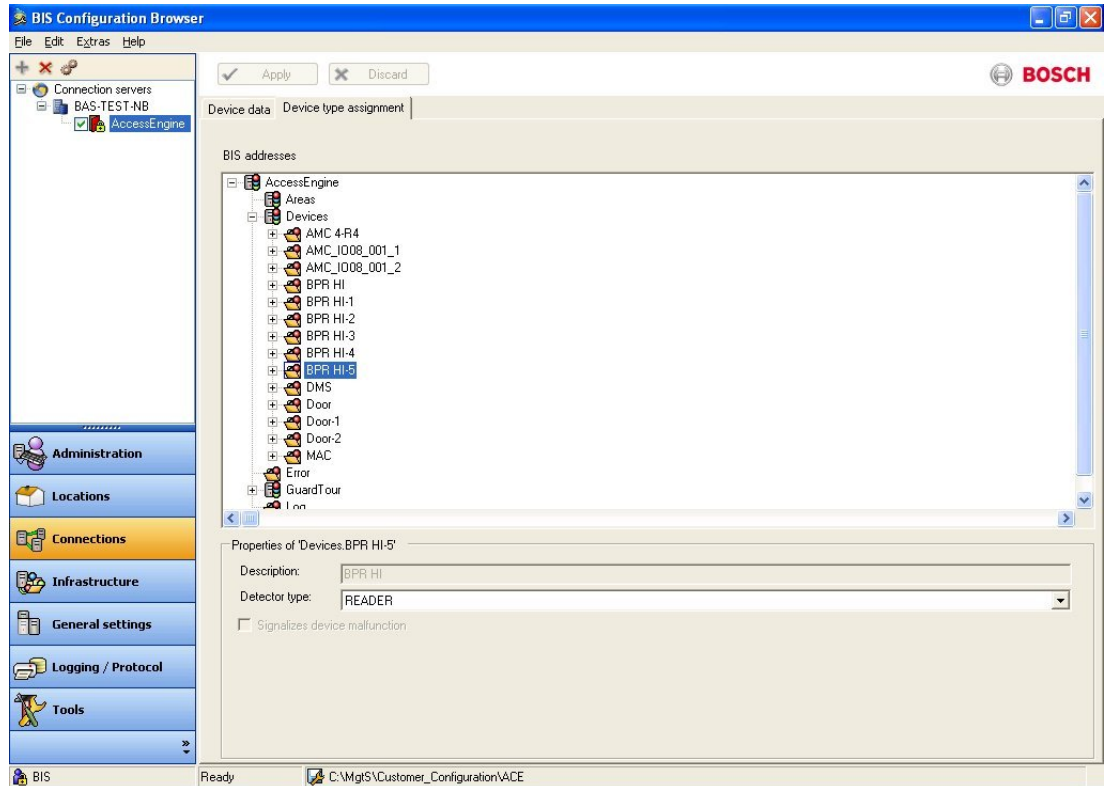 BIS Configuration Browser
File Edit Extras Help
Apply Discard
BOSCH
Connection servers
BAS-TEST-NB
AccessEngine
Device data Device type assignment
BIS addresses
AccessEngine
Areas
Devices
AMC 4-R4
AMC_IO08_001_1
AMC_IO08_001_2
BPR HI
BPR HI-1
BPR HI-2
BPR HI-3
BPR HI-4
BPR HI-5
DMS
Door
Door-1
Door-2
MAC
Error
GuardTour
Log
Administration
Locations
Connections
Infrastructure
General settings
Logging / Protocol
Tools
Properties of 'Devices.BPR HI-5'
Description: BPR HI
Detector type: READER
Signalizes device malfunction
BIS Ready C:\MgtS\Customer_Configuration\ACE